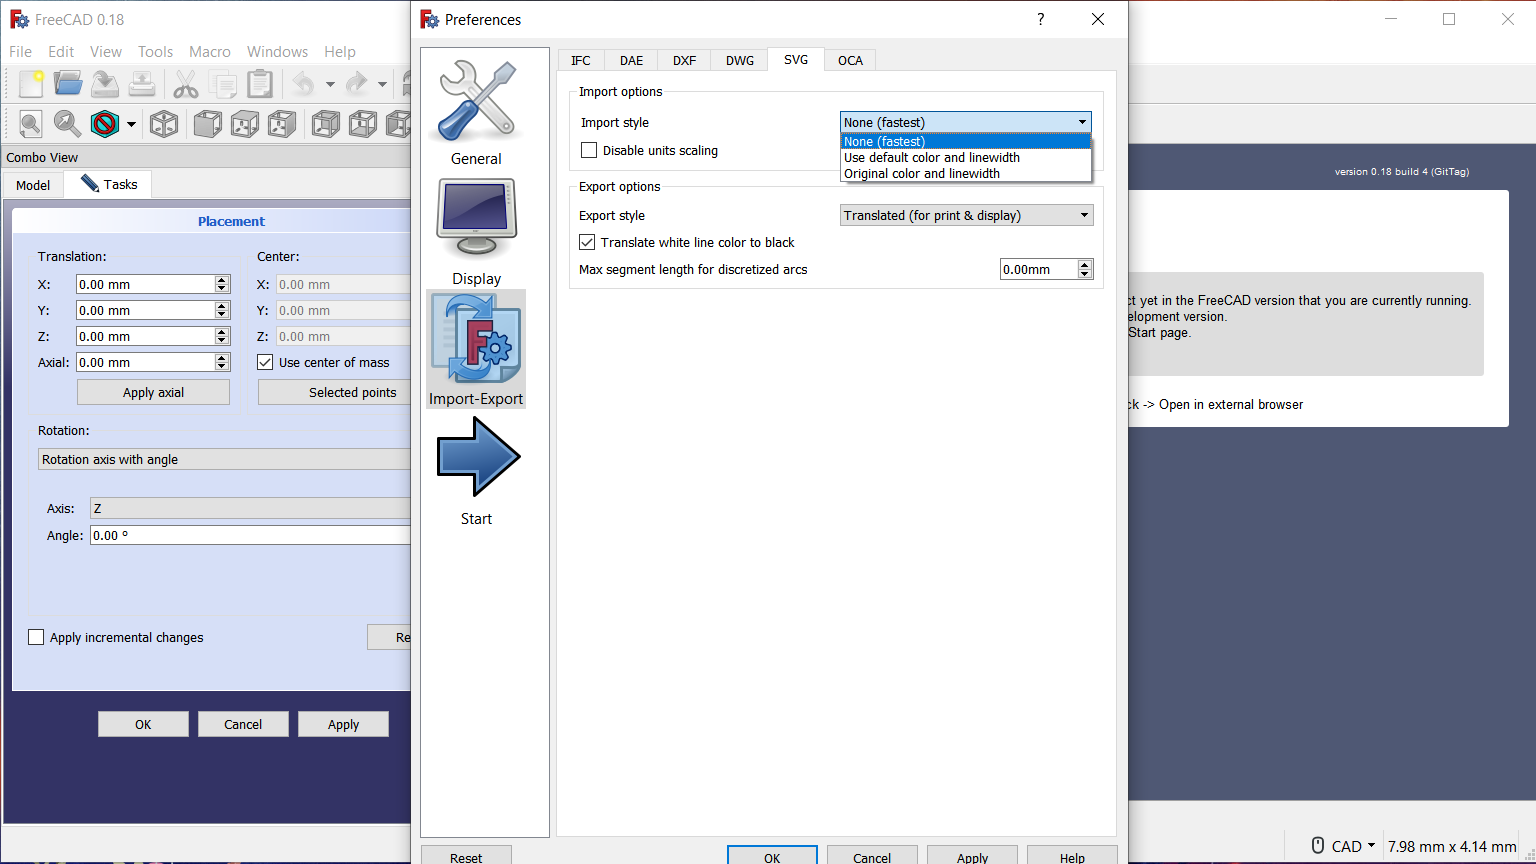 FreeCAD 0.18
File Edit View Tools Macro Windows Help
Combo View
Model
Tasks
Placement
Translation:
Center:
X: 0.00 mm
X: 0.00 mm
Y: 0.00 mm
Y: 0.00 mm
Z: 0.00 mm
Z: 0.00 mm
Axial: 0.00 mm
Use center of mass
Apply axial
Selected points
Rotation:
Rotation axis with angle
Axis: Z
Angle: 0.00 °
Apply incremental changes
Re
OK
Cancel
Apply
Preferences
?
General
Display
Import-Export
Start
IFC DAE DXF DWG SVG OCA
Import options
Import style
None (fastest)
None (fastest)
Use default color and linewidth
Original color and linewidth
Disable units scaling
Export options
Export style
Translated (for print & display)
Translate white line color to black
Max segment length for discretized arcs
0.00mm
Reset
OK
Cancel
Apply
Help
version 0.18 build 4 (GitTag)
ct yet in the FreeCAD version that you are currently running.
elopment version.
Start page.
ck -> Open in external browser
CAD
7.98 mm x 4.14 mm